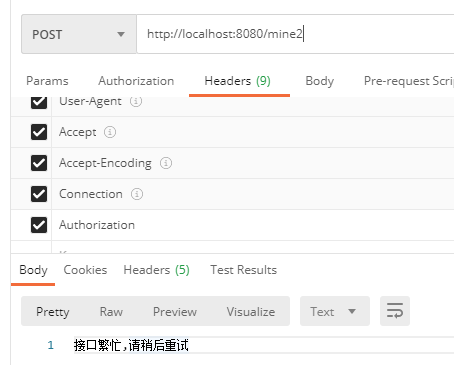 POST http://localhost:8080/mine2
Params Authorization Headers (9) Body Pre-request Scri
User-Agent
Accept
Accept-Encoding
Connection
Authorization
Body Cookies Headers (5) Test Results
Pretty Raw Preview Visualize Text
1 接口繁忙,请稍后重试